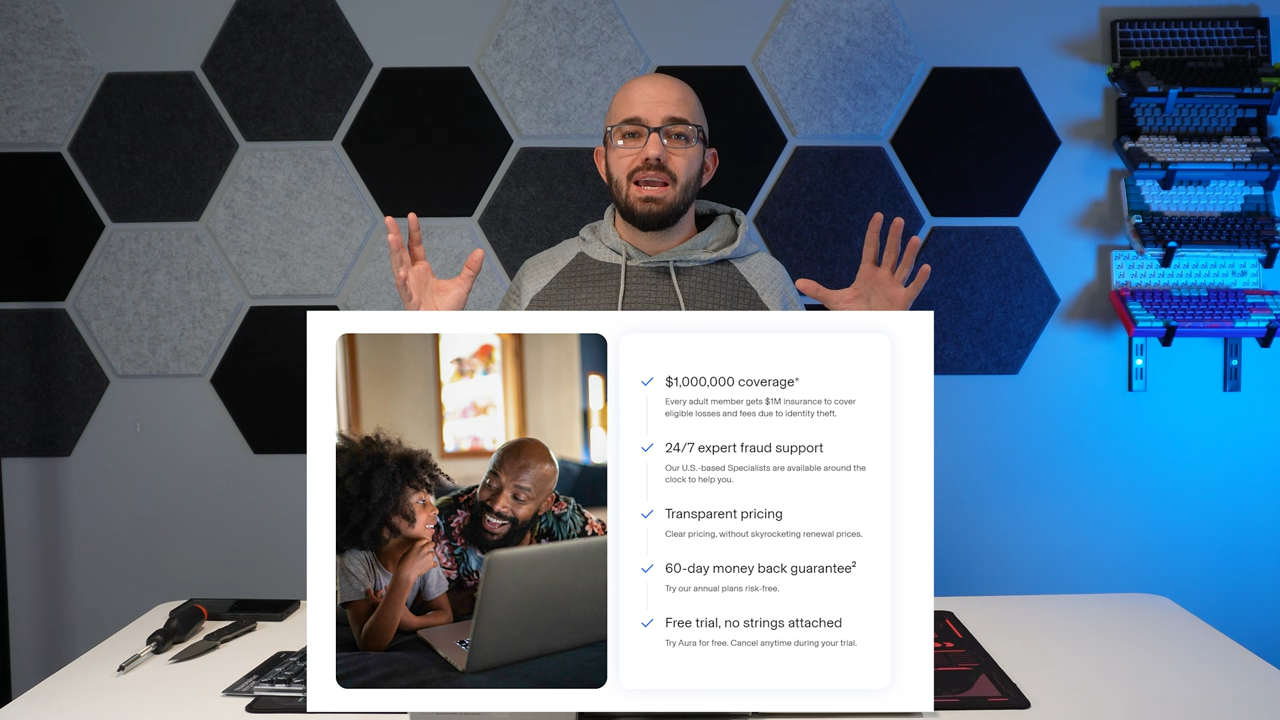 $1,000,000 coverage*
Every adult member gets $1M insurance to cover
eligible losses and fees due to identity theft.
24/7 expert fraud support
Our U.S.-based Specialists are available around the
clock to help you.
Transparent pricing
Clear pricing, without skyrocketing renewal prices.
60-day money back guarantee²
Try our annual plans risk-free.
Free trial, no strings attached
Try Aura for free. Cancel anytime during your trial.